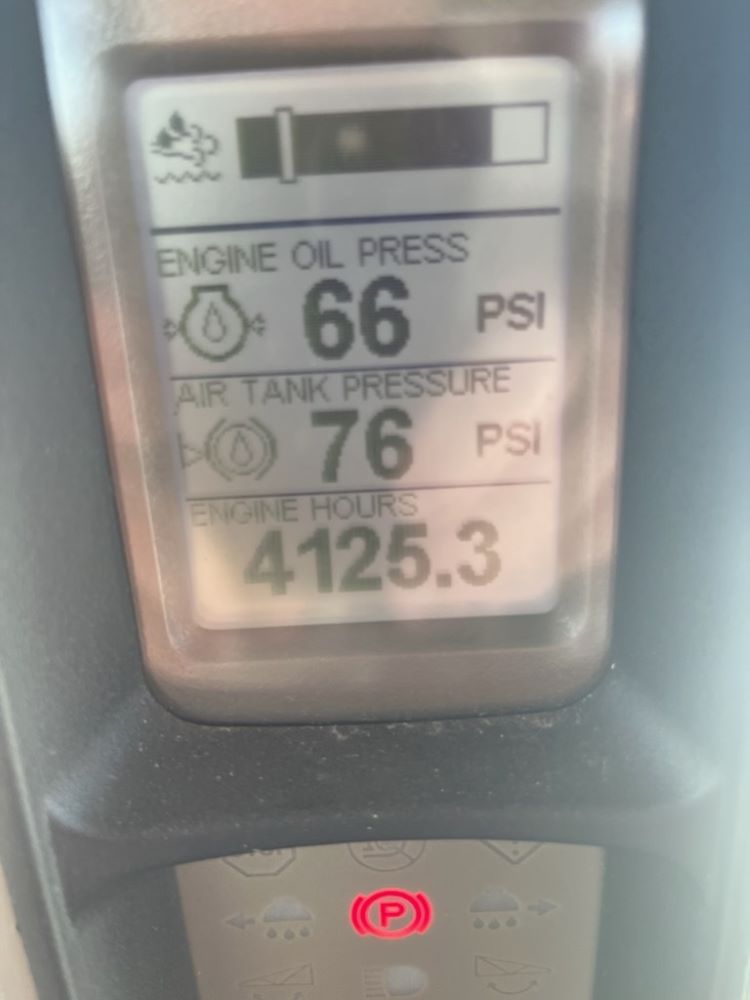 ENGINE OIL PRESS
66 PSI
AIR TANK PRESSURE
76 PSI
ENGINE HOURS
4125.3
P